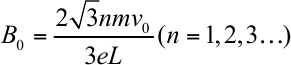 B₀ = 2√3nmv₀ / 3eL (n = 1,2,3…)